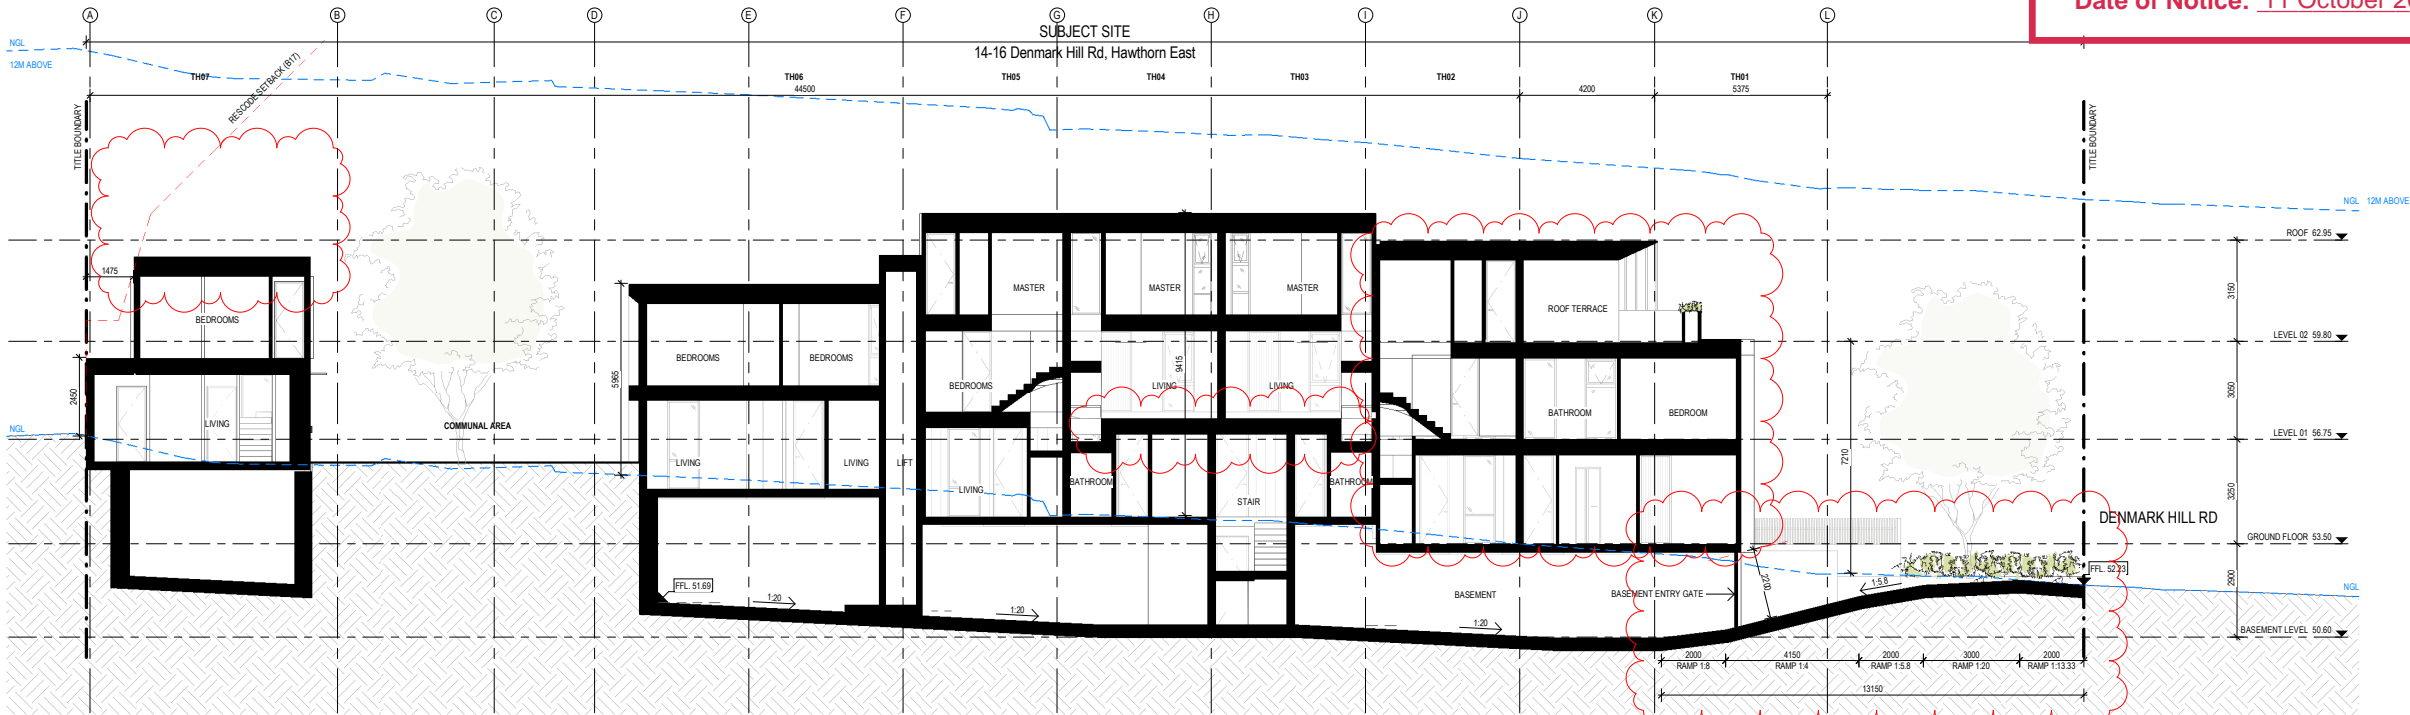 Date of Notice: 11 October 20
A
B
C
D
E
F
G
H
I
J
K
L
SUBJECT SITE
14-16 Denmark Hill Rd, Hawthorn East
NGL
12M ABOVE
TH07
TH06
TH05
TH04
TH03
TH02
TH01
44500
4200
5375
RESCODE SETBACK (B17)
TITLE BOUNDARY
TITLE BOUNDARY
NGL 12M ABOVE
ROOF 62.95
1475
MASTER
MASTER
MASTER
ROOF TERRACE
3150
BEDROOMS
LEVEL 02 59.80
BEDROOMS
BEDROOMS
5965
9415
BEDROOMS
LIVING
LIVING
2450
BATHROOM
BEDROOM
3050
LIVING
COMMUNAL AREA
NGL
LEVEL 01 56.75
7210
LIVING
LIVING
LIFT
LIVING
BATHROOM
STAIR
BATHROOM
3250
DENMARK HILL RD
GROUND FLOOR 53.50
FFL. 52.23
FFL. 51.69
1:20
1:20
1:20
BASEMENT
BASEMENT ENTRY GATE
2200
1:5.8
2900
NGL
BASEMENT LEVEL 50.60
2000
4150
2000
3000
2000
RAMP 1:8
RAMP 1:4
RAMP 1:5.8
RAMP 1:20
RAMP 1:13.33
13150